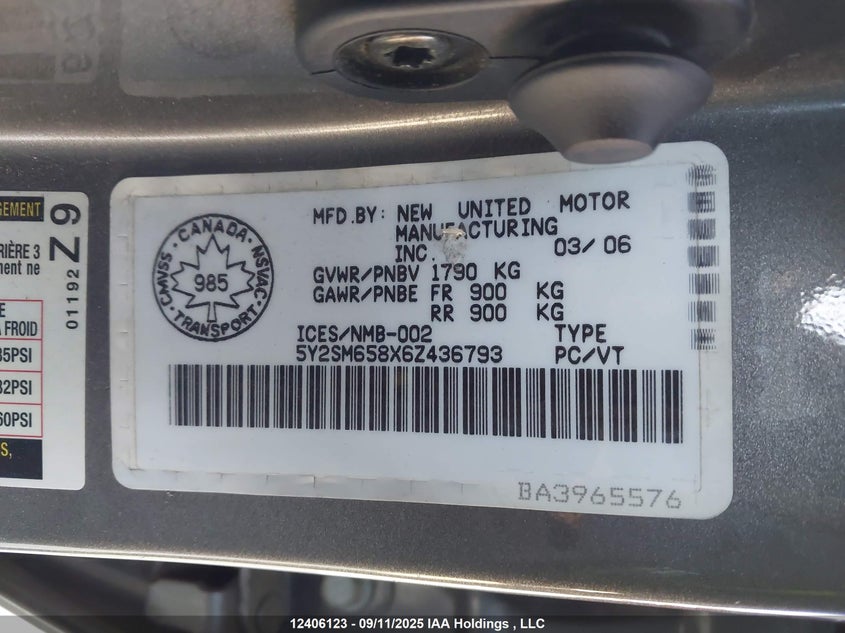 GEMENT
RIÈRE 3
ment ne
E
A FROID
35PSI
32PSI
60PSI
S,
01192 Z 9
CANADA · NSVAC · TRANSPORT · CMVSS ·
985
MFD.BY: NEW UNITED MOTOR
MANUFACTURING
INC. 03/ 06
GVWR/PNBV 1790 KG
GAWR/PNBE FR 900 KG
RR 900 KG
ICES/NMB-002 TYPE
5Y2SM658X6Z436793 PC/VT
BA3965576
12406123 - 09/11/2025 IAA Holdings , LLC